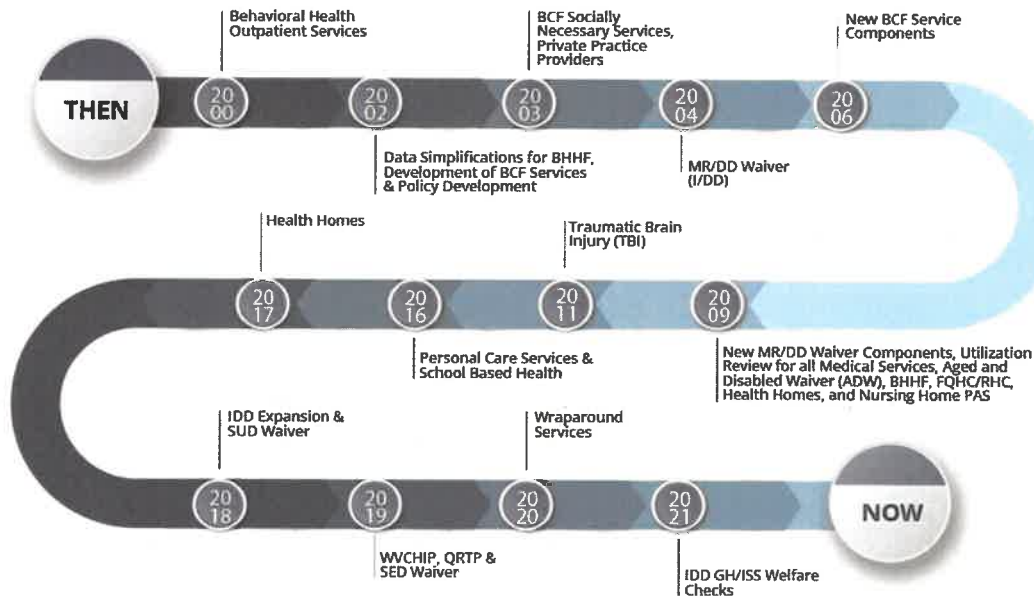 Behavioral Health
Outpatient Services
BCF Socially
Necessary Services,
Private Practice
Providers
New BCF Service
Components
THEN
20
00
20
02
20
03
20
04
20
06
Data Simplifications for BHHF,
Development of BCF Services
& Policy Development
MR/DD Waiver
(I/DD)
Health Homes
Traumatic Brain
Injury (TBI)
20
17
20
16
20
11
20
09
Personal Care Services &
School Based Health
New MR/DD Waiver Components, Utilization
Review for all Medical Services, Aged and
Disabled Waiver (ADW), BHHF, FQHC/RHC,
Health Homes, and Nursing Home PAS
IDD Expansion &
SUD Waiver
Wraparound
Services
20
18
20
19
20
20
20
21
NOW
WVCHIP, QRTP &
SED Waiver
IDD GH/ISS Welfare
Checks